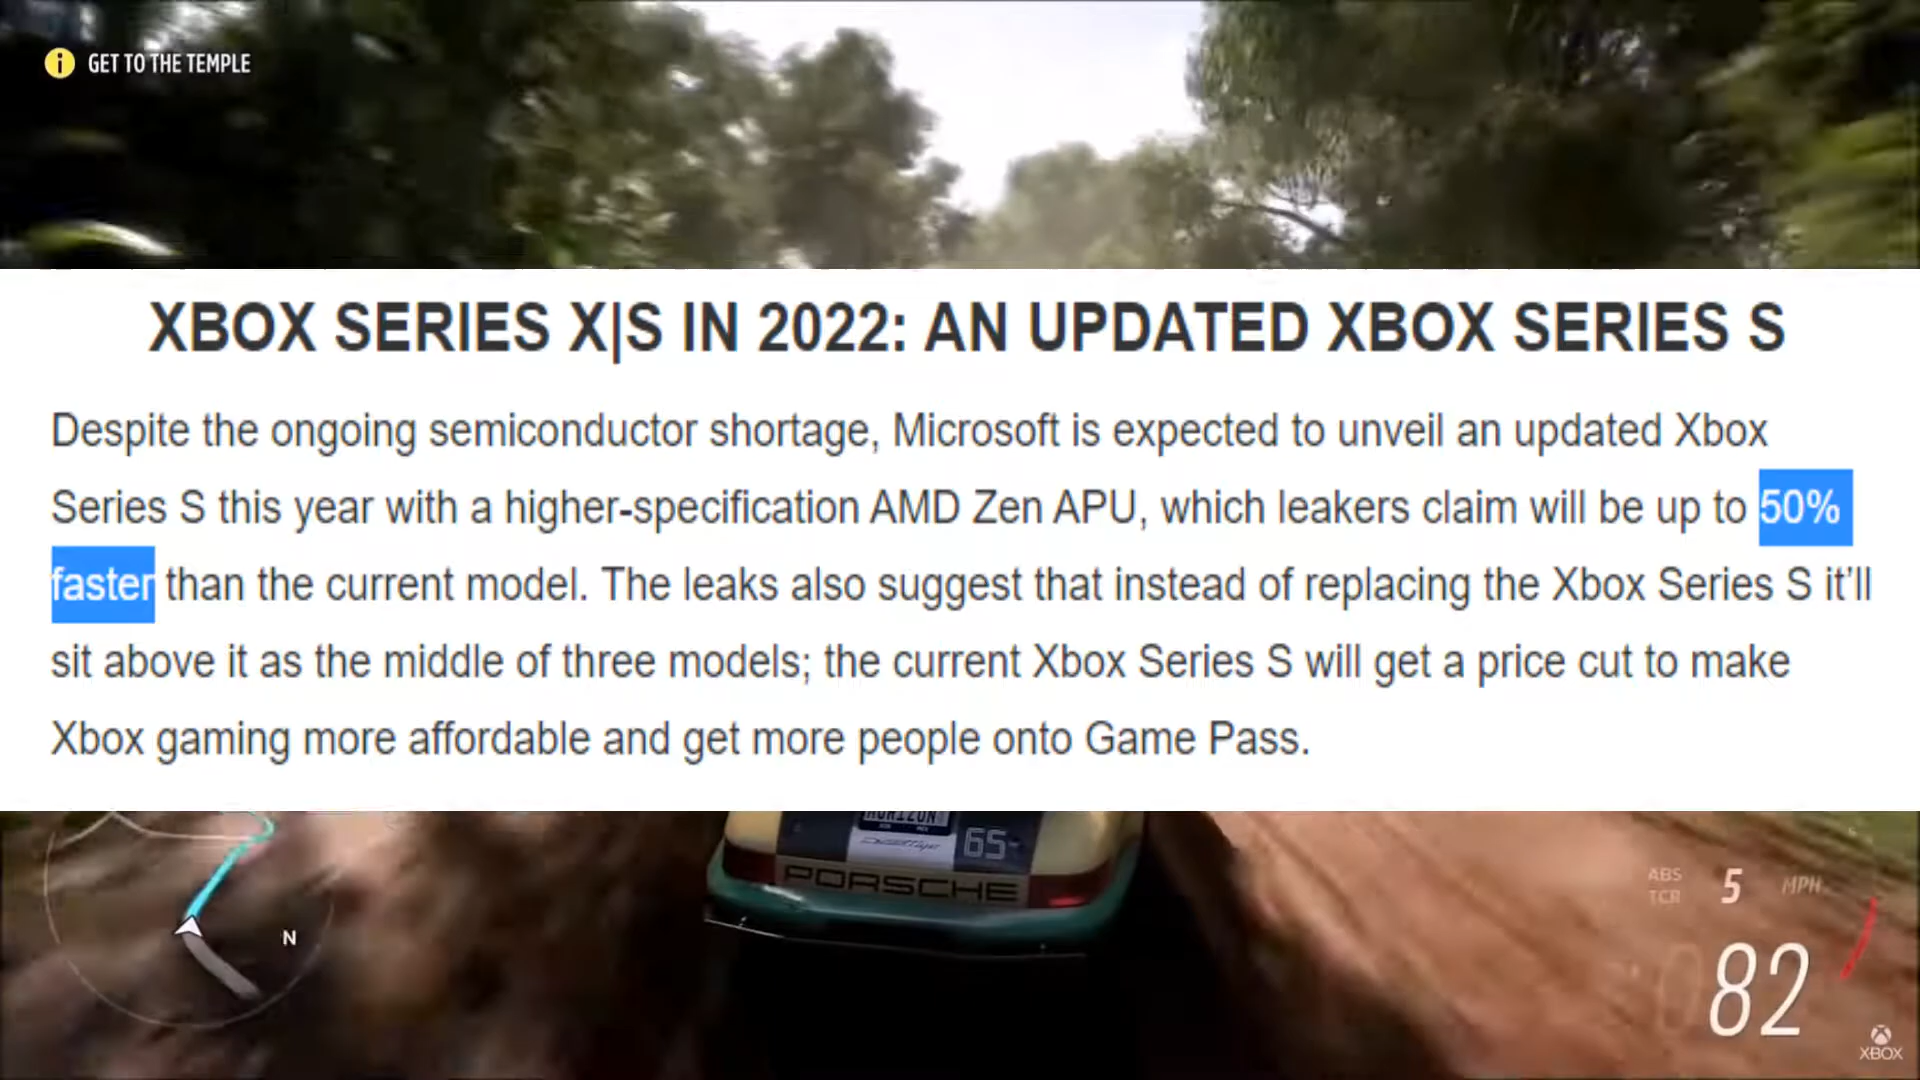 GET TO THE TEMPLE
XBOX SERIES X|S IN 2022: AN UPDATED XBOX SERIES S
Despite the ongoing semiconductor shortage, Microsoft is expected to unveil an updated Xbox
Series S this year with a higher-specification AMD Zen APU, which leakers claim will be up to 50%
faster than the current model. The leaks also suggest that instead of replacing the Xbox Series S it’ll
sit above it as the middle of three models; the current Xbox Series S will get a price cut to make
Xbox gaming more affordable and get more people onto Game Pass.
HORIZON
65
PORSCHE
N
ABS
TCR
5
MPH
82
XBOX